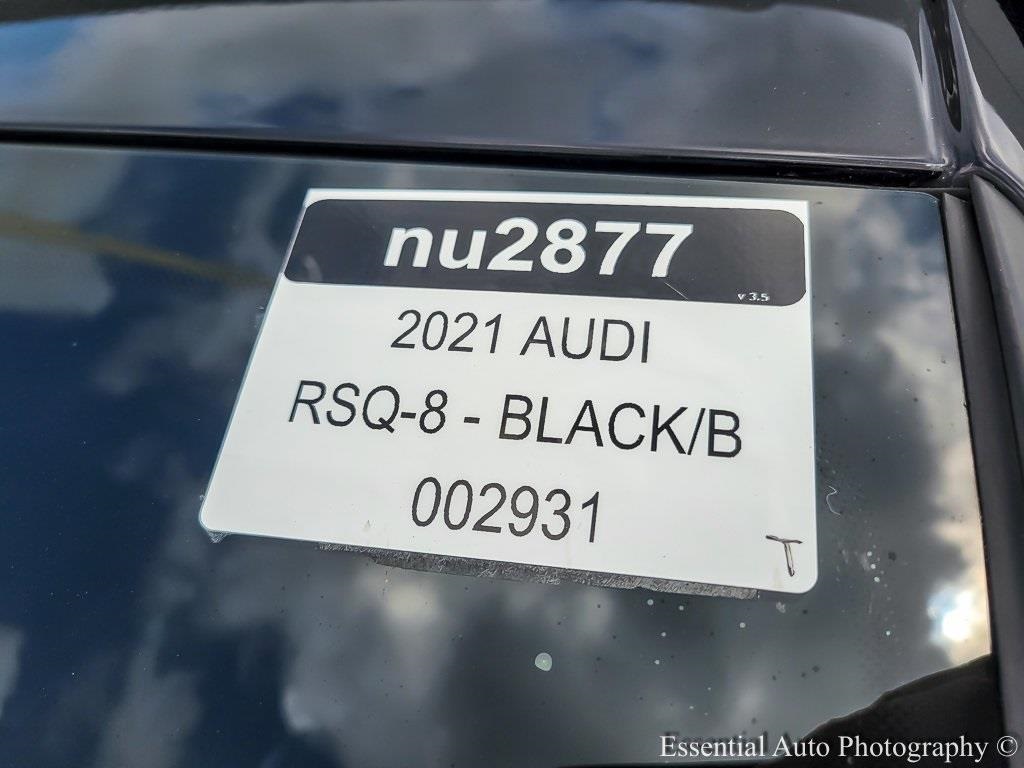 nu2877
v 3.5
2021 AUDI
RSQ-8 - BLACK/B
002931
T
Essential Auto Photography ©